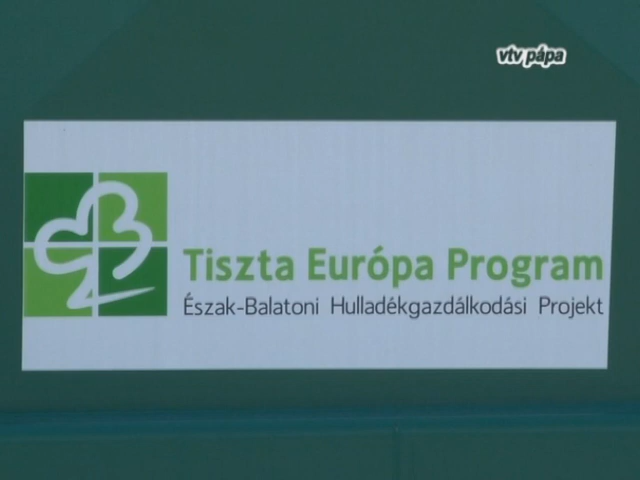 vtv pápa
Tiszta Európa Program
Észak-Balatoni Hulladékgazdálkodási Projekt